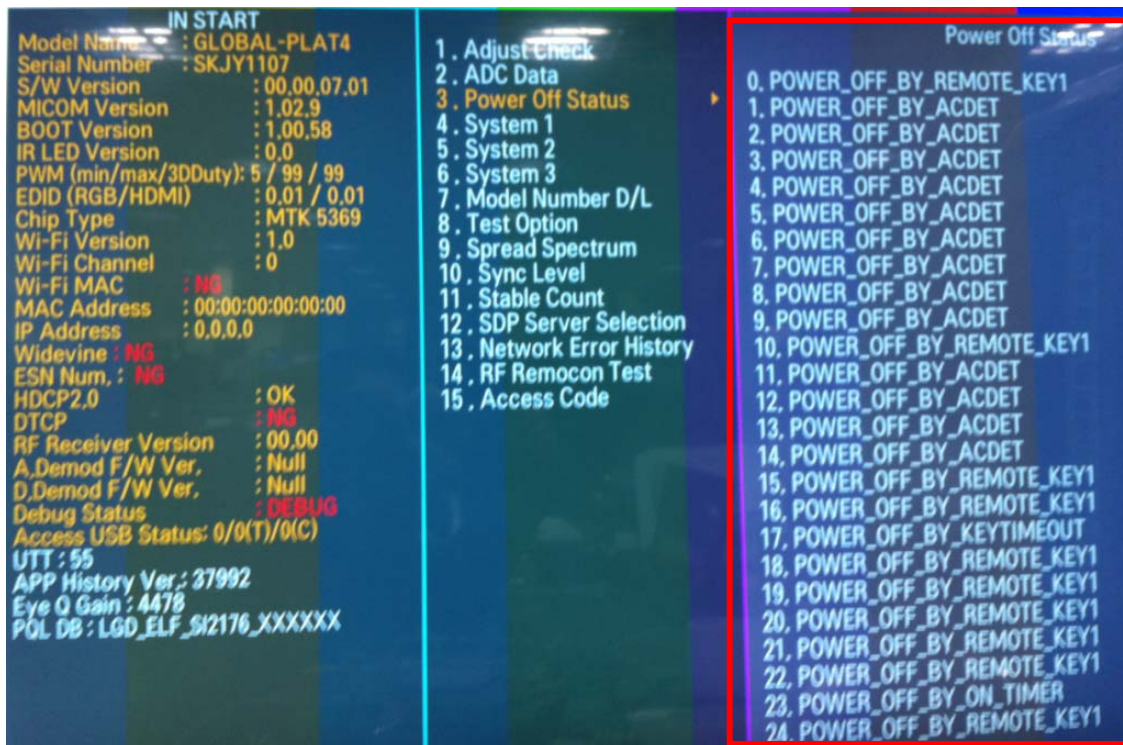 IN START
Model Name : GLOBAL-PLAT4
Serial Number : SKJY1107
S/W Version : 00.00.07.01
MICOM Version : 1.02.9
BOOT Version : 1.00.58
IR LED Version : 0.0
PWM (min/max/3DDuty): 5 / 99 / 99
EDID (RGB/HDMI) : 0.01 / 0.01
Chip Type : MTK 5369
Wi-Fi Version : 1.0
Wi-Fi Channel : 0
Wi-Fi MAC : NG
MAC Address : 00:00:00:00:00:00
IP Address : 0.0.0.0
Widevine : NG
ESN Num. : NG
HDCP2.0 : OK
DTCP : NG
RF Receiver Version : 00.00
A.Demod F/W Ver. : Null
D.Demod F/W Ver. : Null
Debug Status : DEBUG
Access USB Status: 0/0(T)/0(C)
UTT : 55
APP History Ver.: 37992
Eye Q Gain : 4478
PQL DB : LGD_ELF_SI2176_XXXXXX
1 . Adjust Check
2 . ADC Data
3 . Power Off Status
4 . System 1
5 . System 2
6 . System 3
7 . Model Number D/L
8 . Test Option
9 . Spread Spectrum
10 . Sync Level
11 . Stable Count
12 . SDP Server Selection
13 . Network Error History
14 . RF Remocon Test
15 . Access Code
Power Off Status
0. POWER_OFF_BY_REMOTE_KEY1
1. POWER_OFF_BY_ACDET
2. POWER_OFF_BY_ACDET
3. POWER_OFF_BY_ACDET
4. POWER_OFF_BY_ACDET
5. POWER_OFF_BY_ACDET
6. POWER_OFF_BY_ACDET
7. POWER_OFF_BY_ACDET
8. POWER_OFF_BY_ACDET
9. POWER_OFF_BY_ACDET
10. POWER_OFF_BY_REMOTE_KEY1
11. POWER_OFF_BY_ACDET
12. POWER_OFF_BY_ACDET
13. POWER_OFF_BY_ACDET
14. POWER_OFF_BY_ACDET
15. POWER_OFF_BY_REMOTE_KEY1
16. POWER_OFF_BY_REMOTE_KEY1
17. POWER_OFF_BY_KEYTIMEOUT
18. POWER_OFF_BY_REMOTE_KEY1
19. POWER_OFF_BY_REMOTE_KEY1
20. POWER_OFF_BY_REMOTE_KEY1
21. POWER_OFF_BY_REMOTE_KEY1
22. POWER_OFF_BY_REMOTE_KEY1
23. POWER_OFF_BY_ON_TIMER
24. POWER_OFF_BY_REMOTE_KEY1